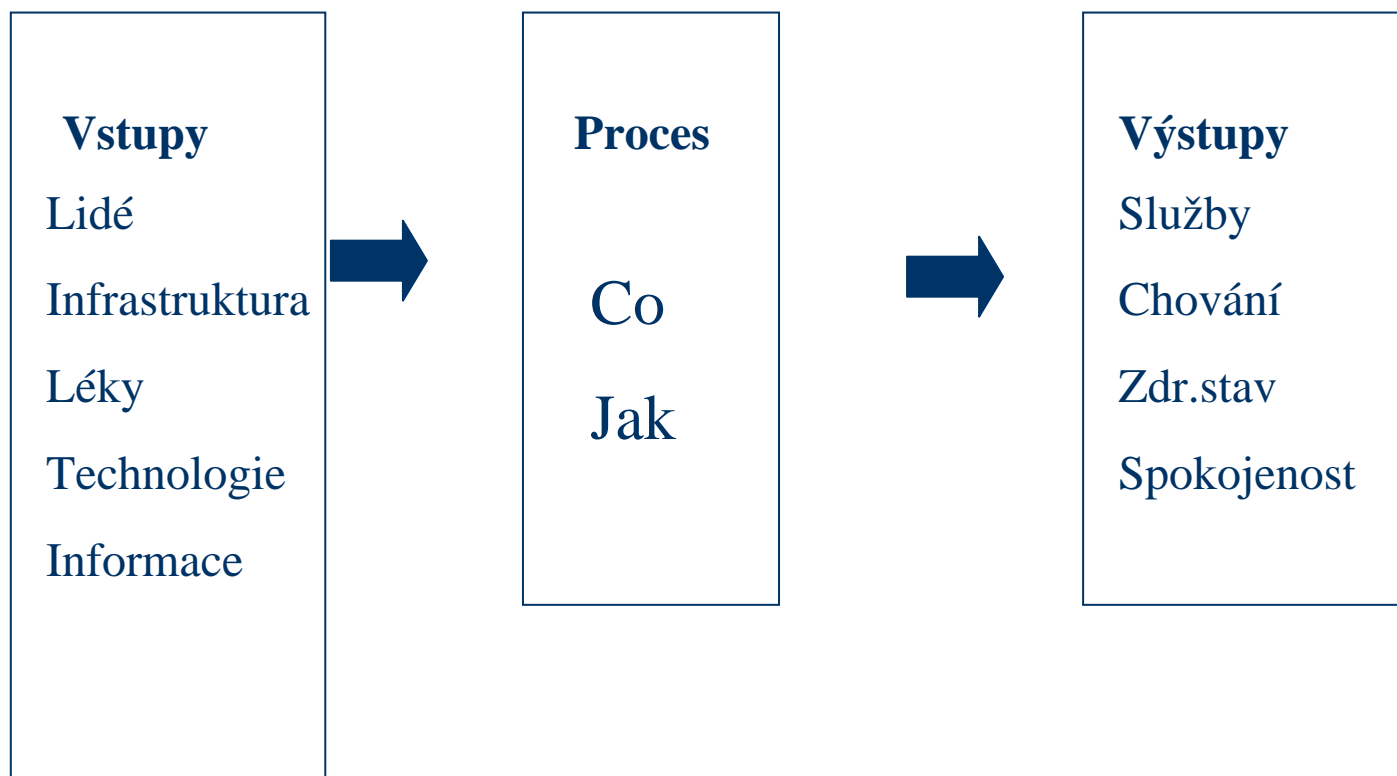 Vstupy
Lidé
Infrastruktura
Léky
Technologie
Informace
Proces
Co
Jak
Výstupy
Služby
Chování
Zdr.stav
Spokojenost